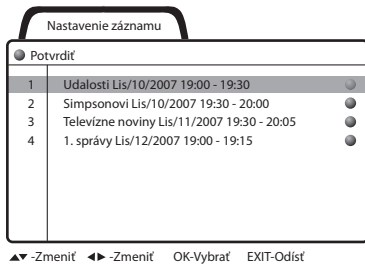 Nastavenie záznamu
Potvrdiť
1 Udalosti Lis/10/2007 19:00 - 19:30
2 Simpsonovi Lis/10/2007 19:30 - 20:00
3 Televízne noviny Lis/11/2007 19:30 - 20:05
4 1. správy Lis/12/2007 19:00 - 19:15
▲▼ -Zmeniť ◄► -Zmeniť OK-Vybrať EXIT-Odísť